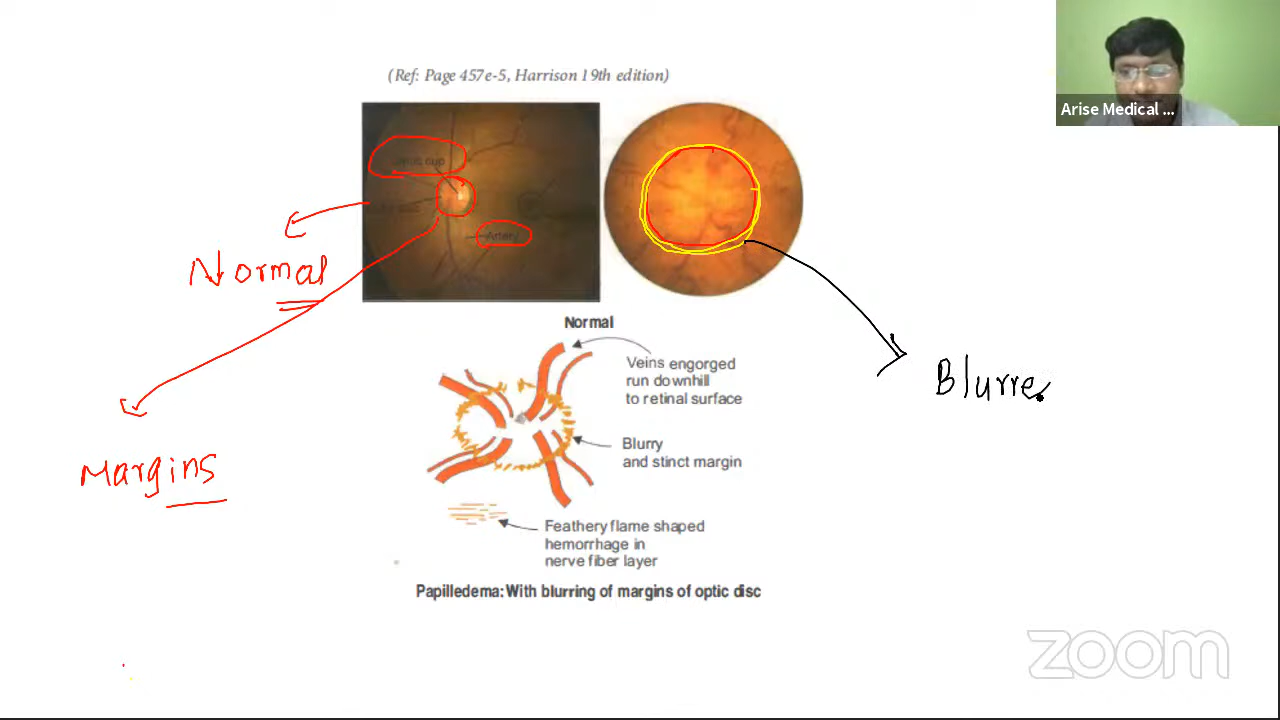 (Ref: Page 457e-5, Harrison 19th edition)
Arise Medical ...
cup
Artery
Normal
Normal
Veins engorged
run downhill
to retinal surface
Blurre
Blurry
and stinct margin
Margins
Feathery flame shaped
hemorrhage in
nerve fiber layer
Papilledema: With blurring of margins of optic disc
zoom